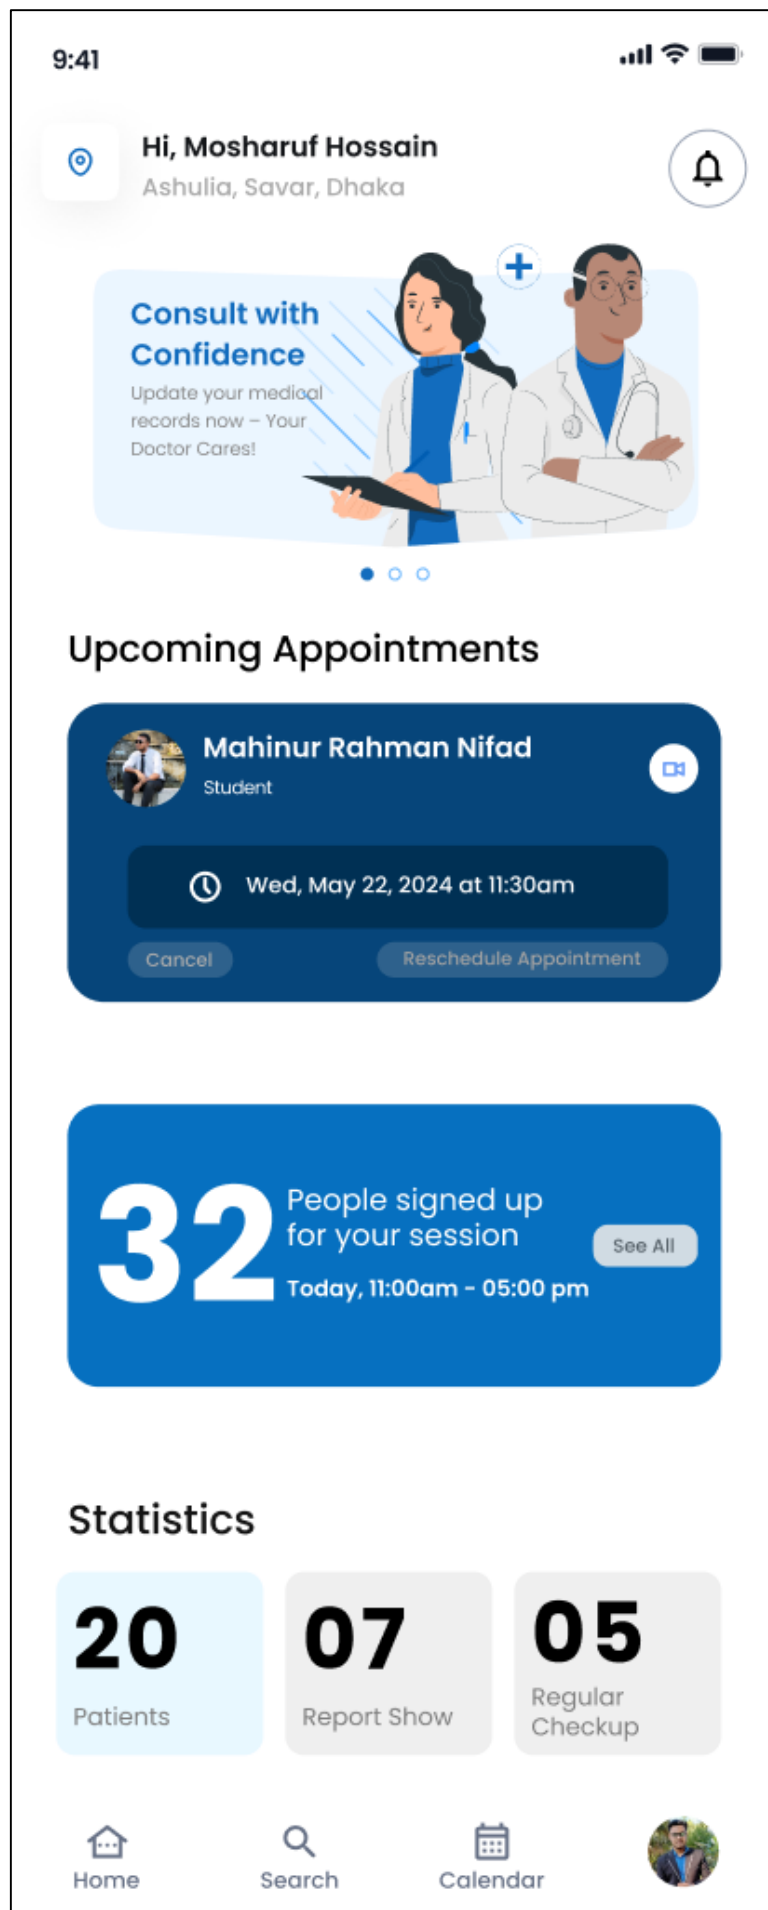 9:41
Hi, Mosharuf Hossain
Ashulia, Savar, Dhaka
Consult with
Confidence
Update your medical
records now – Your
Doctor Cares!
Upcoming Appointments
Mahinur Rahman Nifad
Student
Wed, May 22, 2024 at 11:30am
Cancel
Reschedule Appointment
32
People signed up
for your session
Today, 11:00am - 05:00 pm
See All
Statistics
20
Patients
07
Report Show
05
Regular
Checkup
Home
Search
Calendar